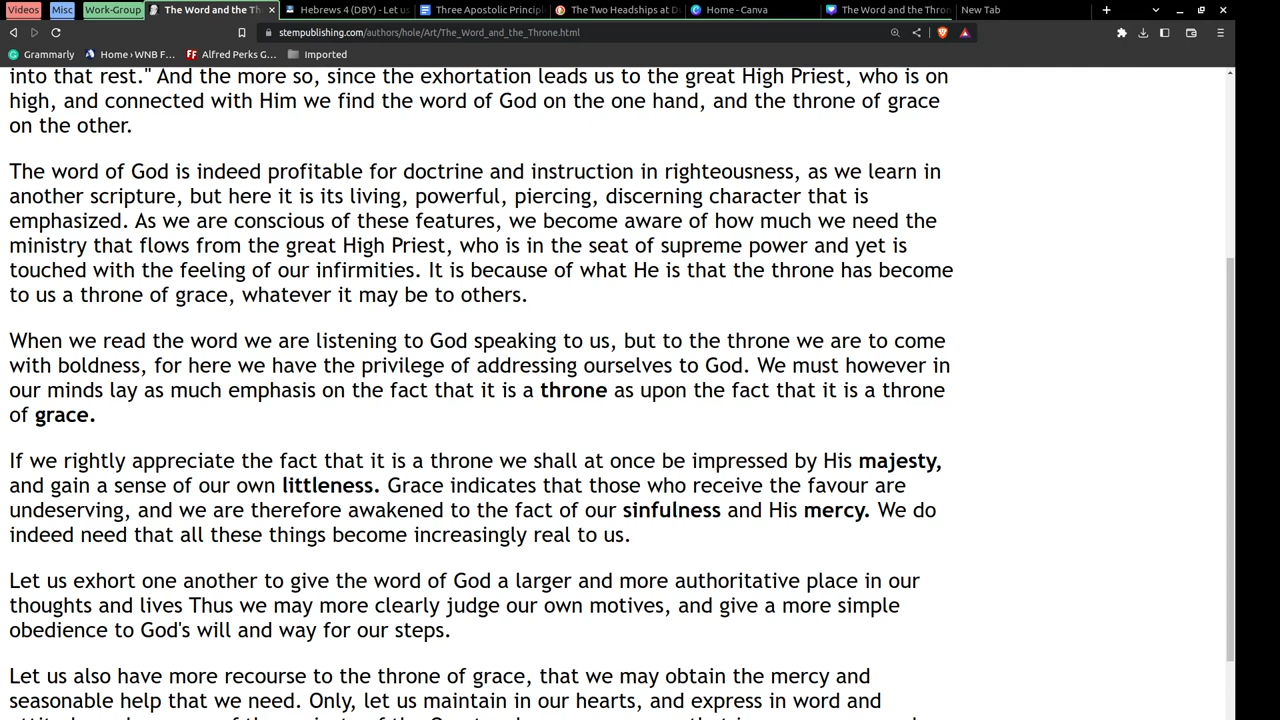 Videos Misc Work-Group The Word and the Th Hebrews 4 (DBY) - Let us Three Apostolic Principl The Two Headships at D Home - Canva The Word and the Thron New Tab
stempublishing.com/authors/hole/Art/The_Word_and_the_Throne.html
Grammarly Home › WNB F... Alfred Perks G... Imported
into that rest." And the more so, since the exhortation leads us to the great High Priest, who is on
high, and connected with Him we find the word of God on the one hand, and the throne of grace
on the other.
The word of God is indeed profitable for doctrine and instruction in righteousness, as we learn in
another scripture, but here it is its living, powerful, piercing, discerning character that is
emphasized. As we are conscious of these features, we become aware of how much we need the
ministry that flows from the great High Priest, who is in the seat of supreme power and yet is
touched with the feeling of our infirmities. It is because of what He is that the throne has become
to us a throne of grace, whatever it may be to others.
When we read the word we are listening to God speaking to us, but to the throne we are to come
with boldness, for here we have the privilege of addressing ourselves to God. We must however in
our minds lay as much emphasis on the fact that it is a throne as upon the fact that it is a throne
of grace.
If we rightly appreciate the fact that it is a throne we shall at once be impressed by His majesty,
and gain a sense of our own littleness. Grace indicates that those who receive the favour are
undeserving, and we are therefore awakened to the fact of our sinfulness and His mercy. We do
indeed need that all these things become increasingly real to us.
Let us exhort one another to give the word of God a larger and more authoritative place in our
thoughts and lives Thus we may more clearly judge our own motives, and give a more simple
obedience to God's will and way for our steps.
Let us also have more recourse to the throne of grace, that we may obtain the mercy and
seasonable help that we need. Only, let us maintain in our hearts, and express in word and